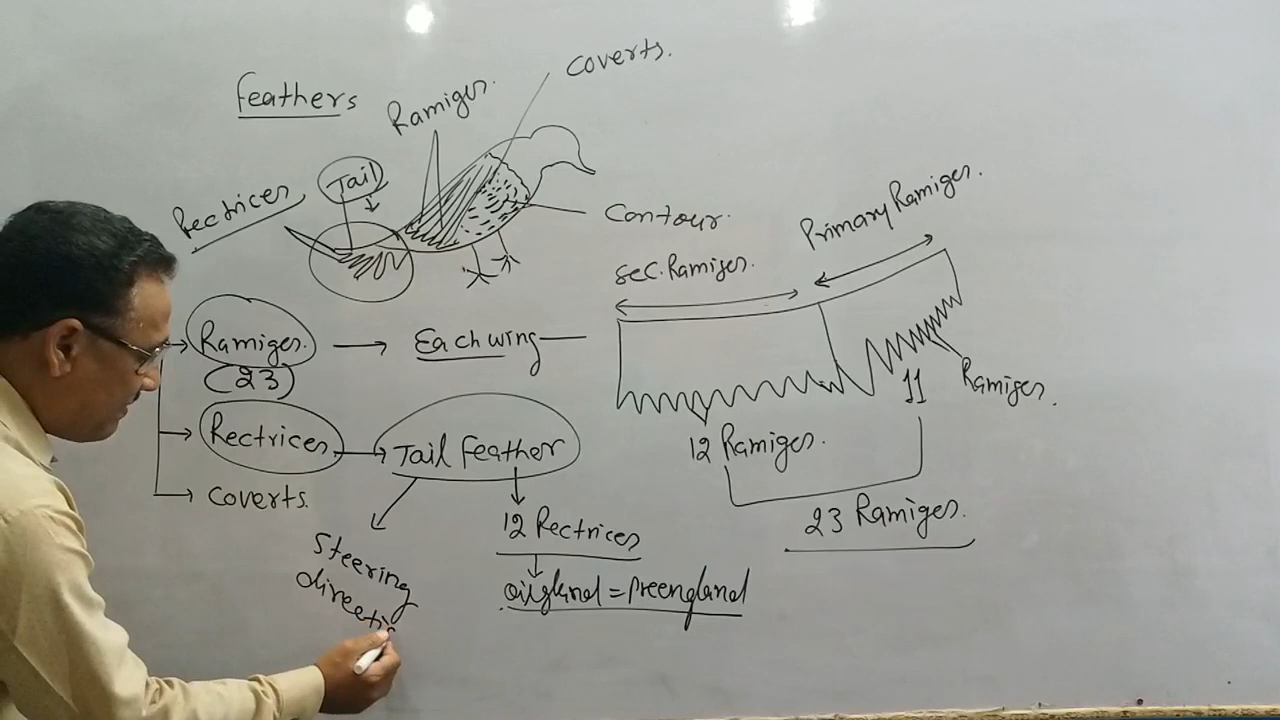 Feathers
Ramiges.
Coverts.
Rectrices
Tail
Contour.
Sec. Ramiges.
Primary Ramiges.
Ramiges.
(23)
Each wing
Ramiges.
11
12 Ramiges.
23 Ramiges.
Rectrices
Tail Feather
Coverts.
12 Rectrices
oilgland = Preengland
Steering
directi